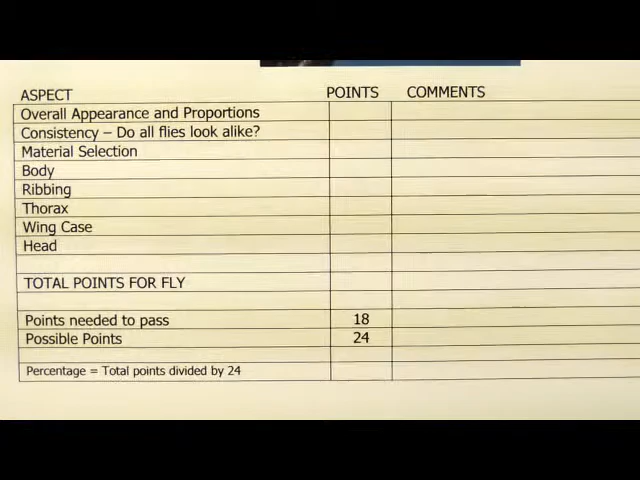 ASPECT POINTS COMMENTS
Overall Appearance and Proportions
Consistency – Do all flies look alike?
Material Selection
Body
Ribbing
Thorax
Wing Case
Head
TOTAL POINTS FOR FLY
Points needed to pass 18
Possible Points 24
Percentage = Total points divided by 24